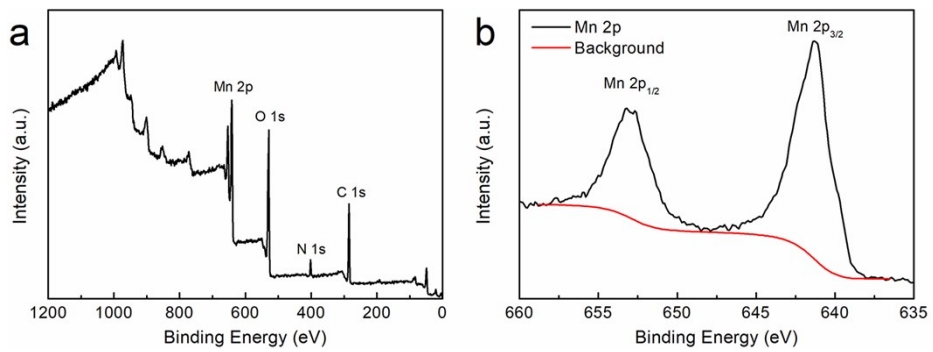 a
Mn 2p
O 1s
N 1s
C 1s
Intensity (a.u.)
1200 1000 800 600 400 200 0
Binding Energy (eV)
b
Mn 2p
Background
Mn 2p1/2
Mn 2p3/2
Intensity (a.u.)
660 655 650 645 640 635
Binding Energy (eV)